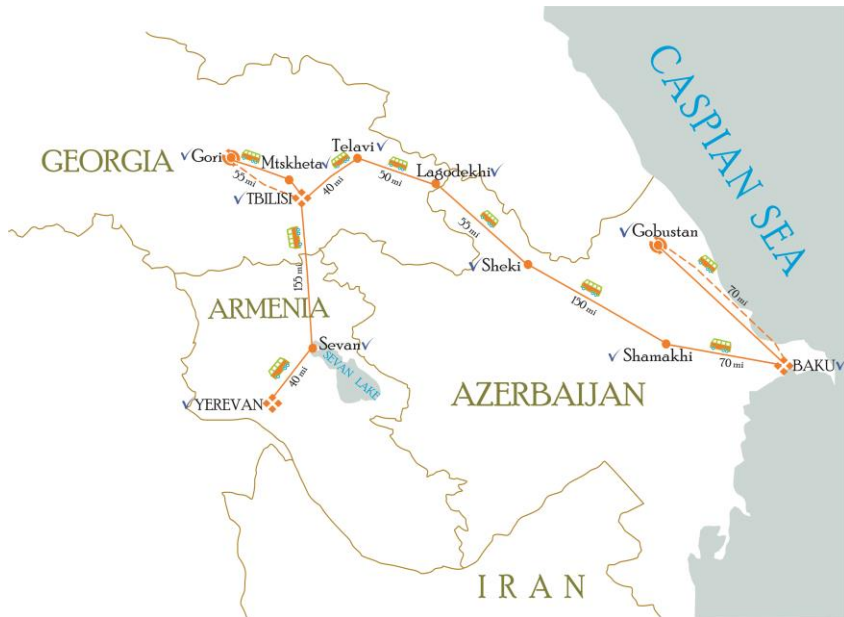 CASPIAN SEA
GEORGIA
Gori
Mtskheta
Telavi
Lagodekhi
55 mi
TBILISI
40 mi
50 mi
55 mi
Gobustan
Sheki
70 mi
155 mi
150 mi
ARMENIA
Sevan
SEVAN LAKE
Shamakhi
70 mi
BAKU
40 mi
YEREVAN
AZERBAIJAN
IRAN